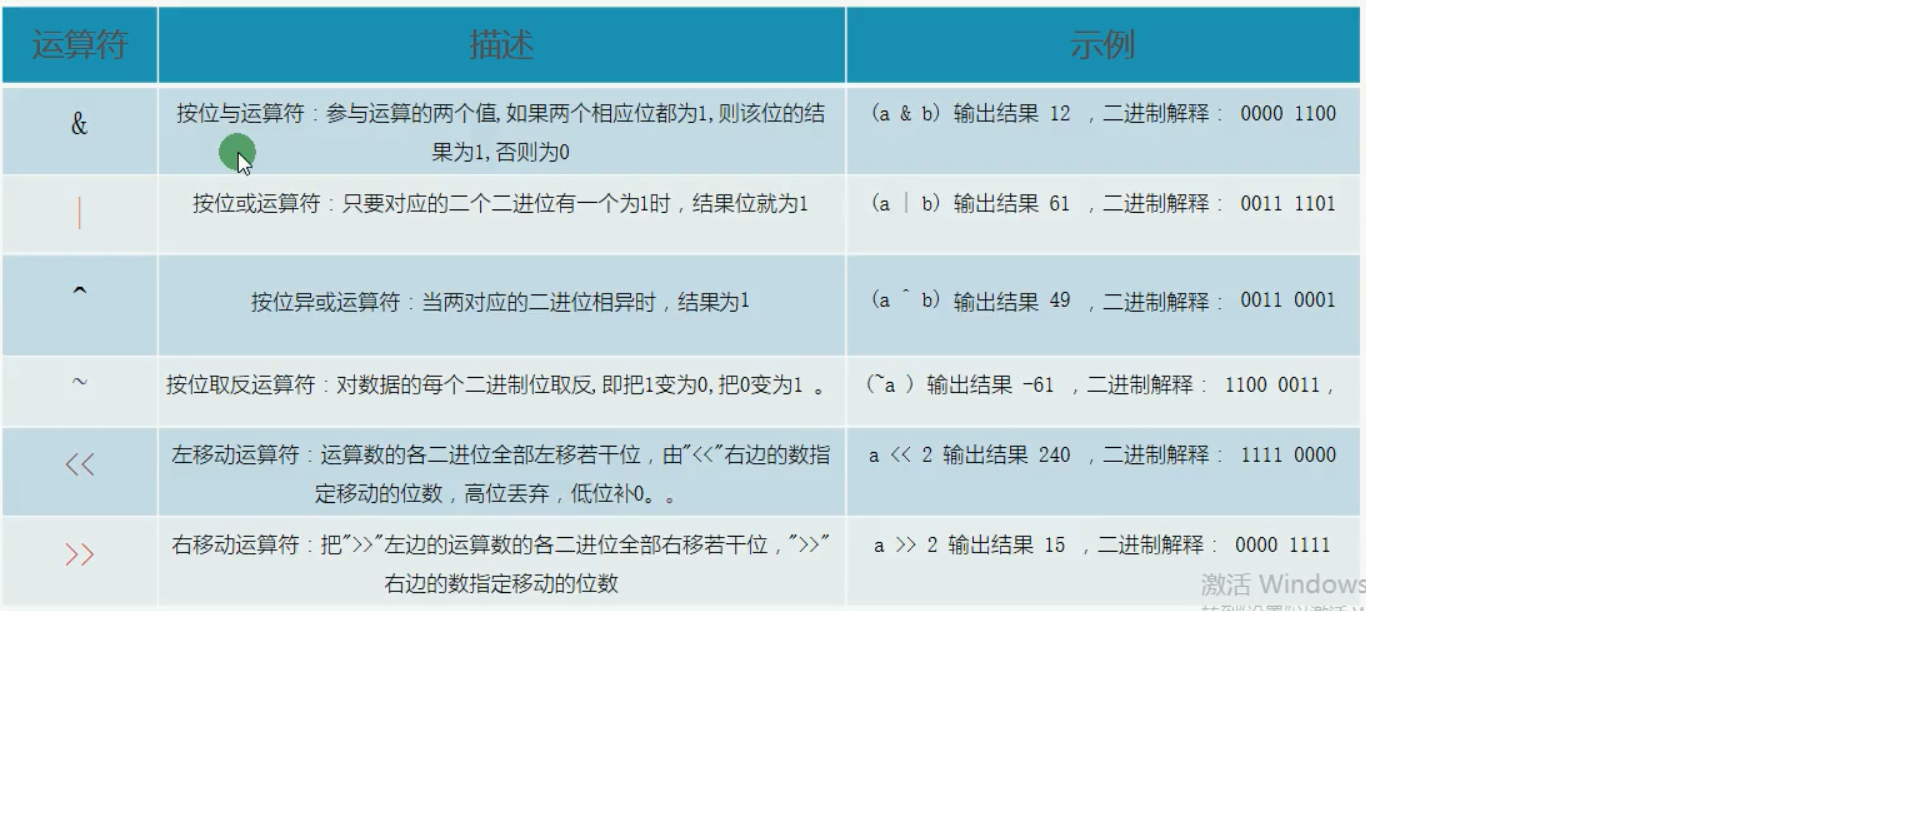 运算符 描述 示例
& 按位与运算符：参与运算的两个值,如果两个相应位都为1,则该位的结 (a & b) 输出结果 12 ，二进制解释： 0000 1100
果为1,否则为0
| 按位或运算符：只要对应的二个二进位有一个为1时，结果位就为1 (a | b) 输出结果 61 ，二进制解释： 0011 1101
^ 按位异或运算符：当两对应的二进位相异时，结果为1 (a ^ b) 输出结果 49 ，二进制解释： 0011 0001
~ 按位取反运算符：对数据的每个二进制位取反,即把1变为0,把0变为1 。 (~a ) 输出结果 -61 ，二进制解释： 1100 0011，
<< 左移动运算符：运算数的各二进位全部左移若干位，由"<<"右边的数指 a << 2 输出结果 240 ，二进制解释： 1111 0000
定移动的位数，高位丢弃，低位补0。。
>> 右移动运算符：把">>"左边的运算数的各二进位全部右移若干位，">>" a >> 2 输出结果 15 ，二进制解释： 0000 1111
右边的数指定移动的位数
激活 Windows